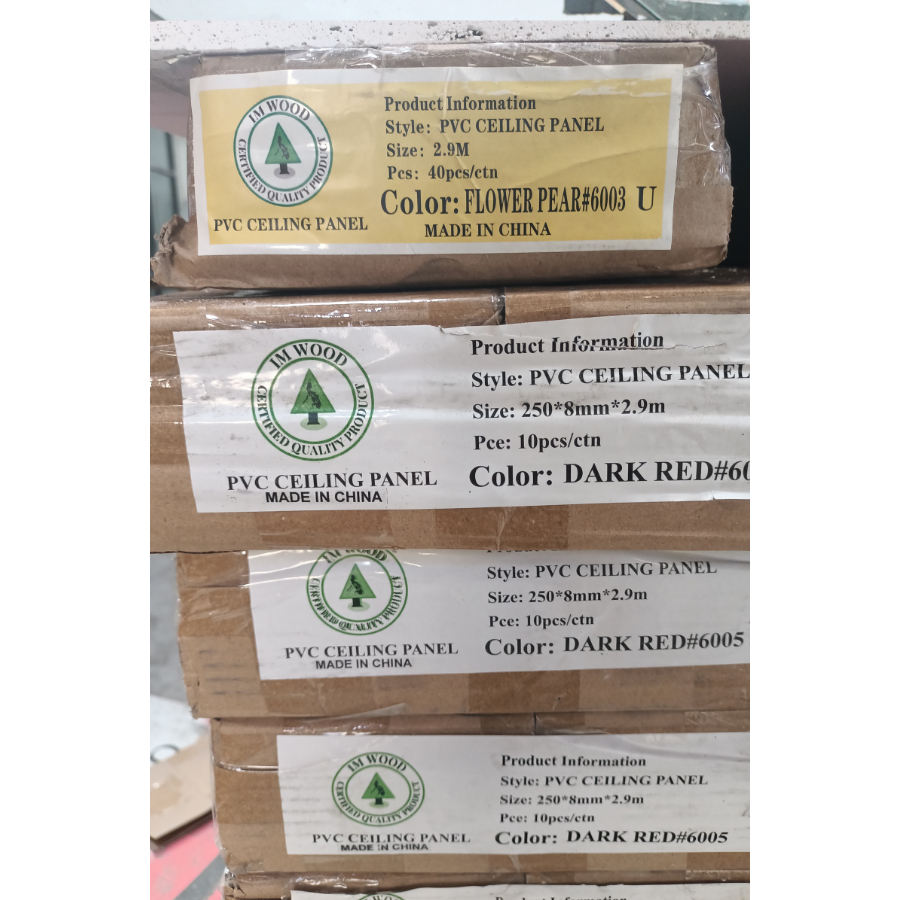 IM WOOD
CERTIFIED QUALITY PRODUCT
PVC CEILING PANEL
Product Information
Style: PVC CEILING PANEL
Size: 2.9M
Pcs: 40pcs/ctn
Color: FLOWER PEAR#6003 U
MADE IN CHINA
IM WOOD
CERTIFIED QUALITY PRODUCT
PVC CEILING PANEL
MADE IN CHINA
Product Information
Style: PVC CEILING PANEL
Size: 250*8mm*2.9m
Pce: 10pcs/ctn
Color: DARK RED#60
IM WOOD
CERTIFIED QUALITY PRODUCT
PVC CEILING PANEL
MADE IN CHINA
Style: PVC CEILING PANEL
Size: 250*8mm*2.9m
Pce: 10pcs/ctn
Color: DARK RED#6005
IM WOOD
CERTIFIED QUALITY PRODUCT
PVC CEILING PANEL
MADE IN CHINA
Product Information
Style: PVC CEILING PANEL
Size: 250*8mm*2.9m
Pce: 10pcs/ctn
Color: DARK RED#6005